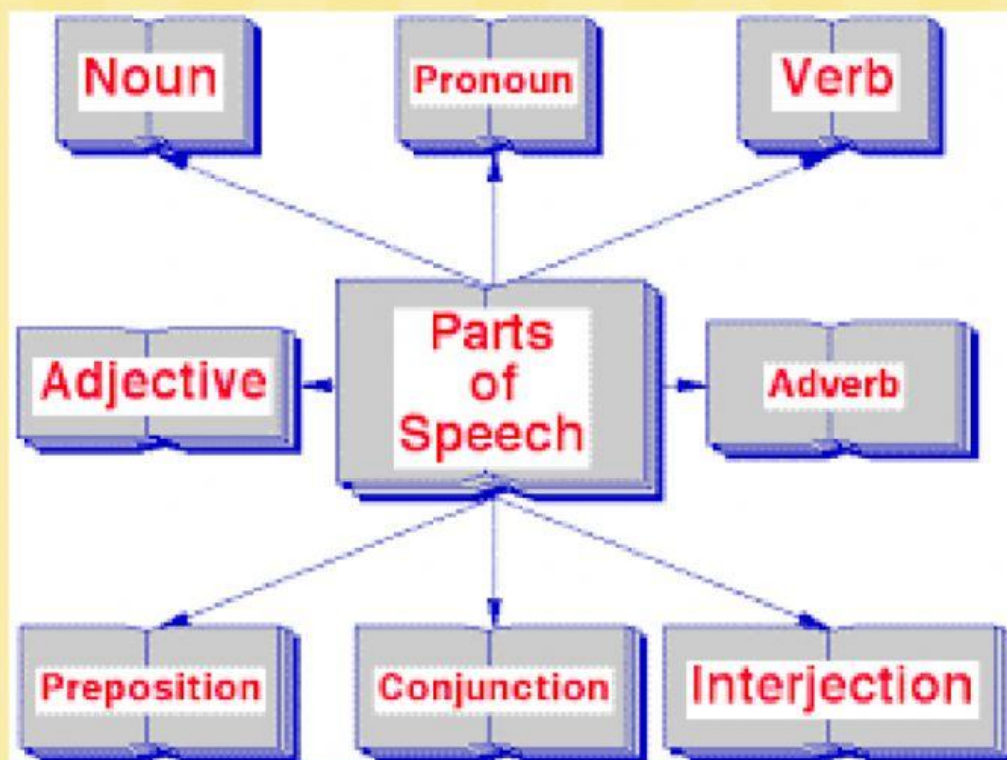 Noun
Pronoun
Verb
Adjective
Parts
of
Speech
Adverb
Preposition
Conjunction
Interjection